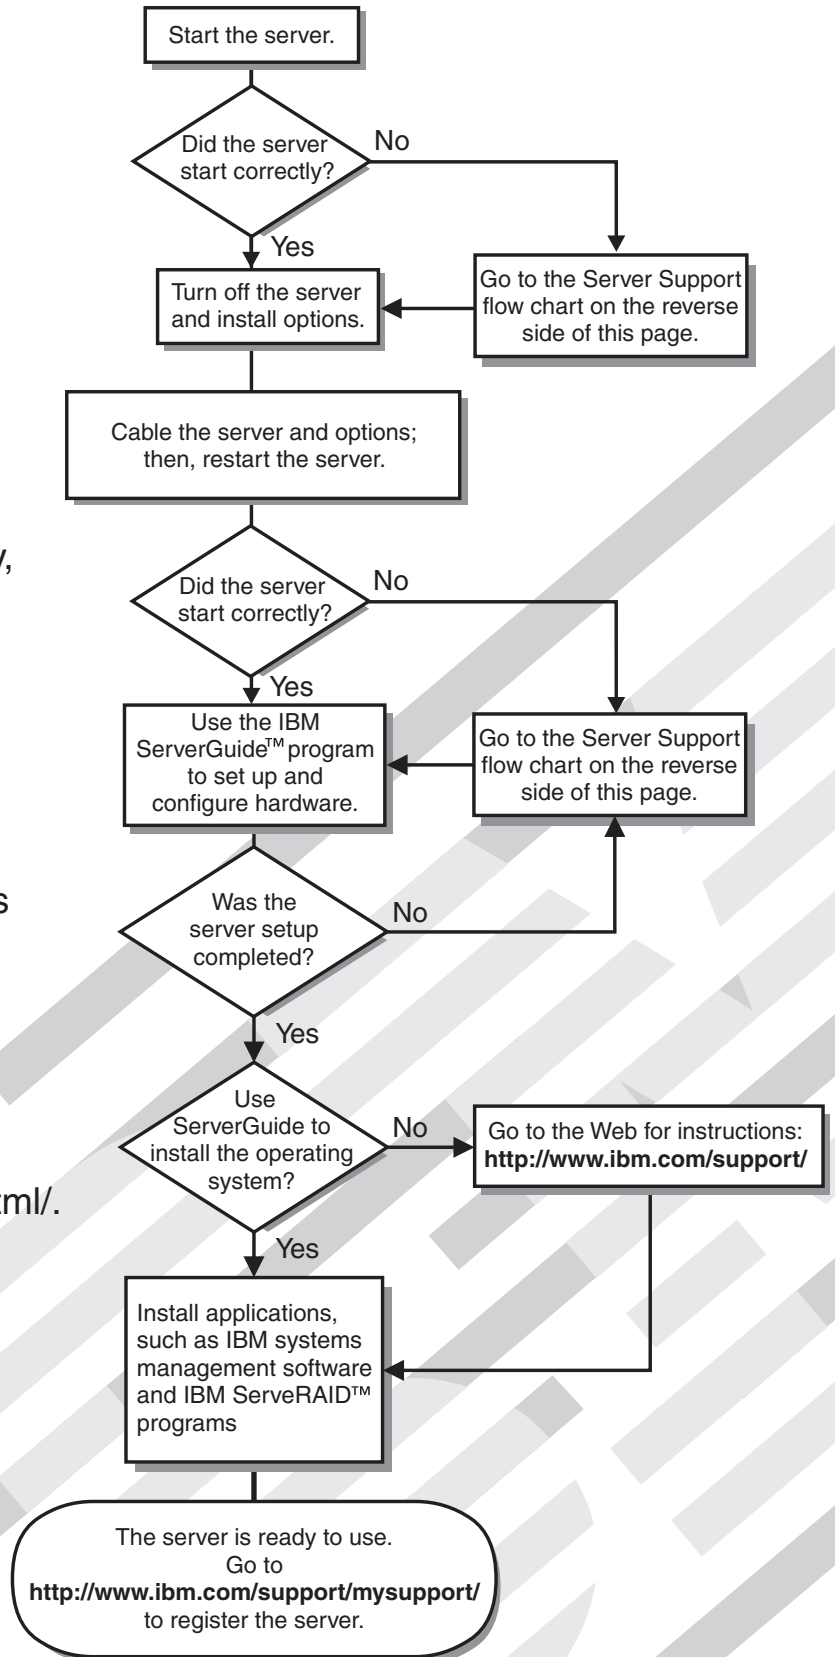 Start the server.
Did the server
start correctly?
No
Yes
Turn off the server
and install options.
Go to the Server Support
flow chart on the reverse
side of this page.
Cable the server and options;
then, restart the server.
Did the server
start correctly?
No
Yes
Use the IBM
ServerGuide™ program
to set up and
configure hardware.
Go to the Server Support
flow chart on the reverse
side of this page.
Was the
server setup
completed?
No
Yes
Use
ServerGuide to
install the operating
system?
No
Go to the Web for instructions:
http://www.ibm.com/support/
Yes
Install applications,
such as IBM systems
management software
and IBM ServeRAID™
programs
The server is ready to use.
Go to
http://www.ibm.com/support/mysupport/
to register the server.